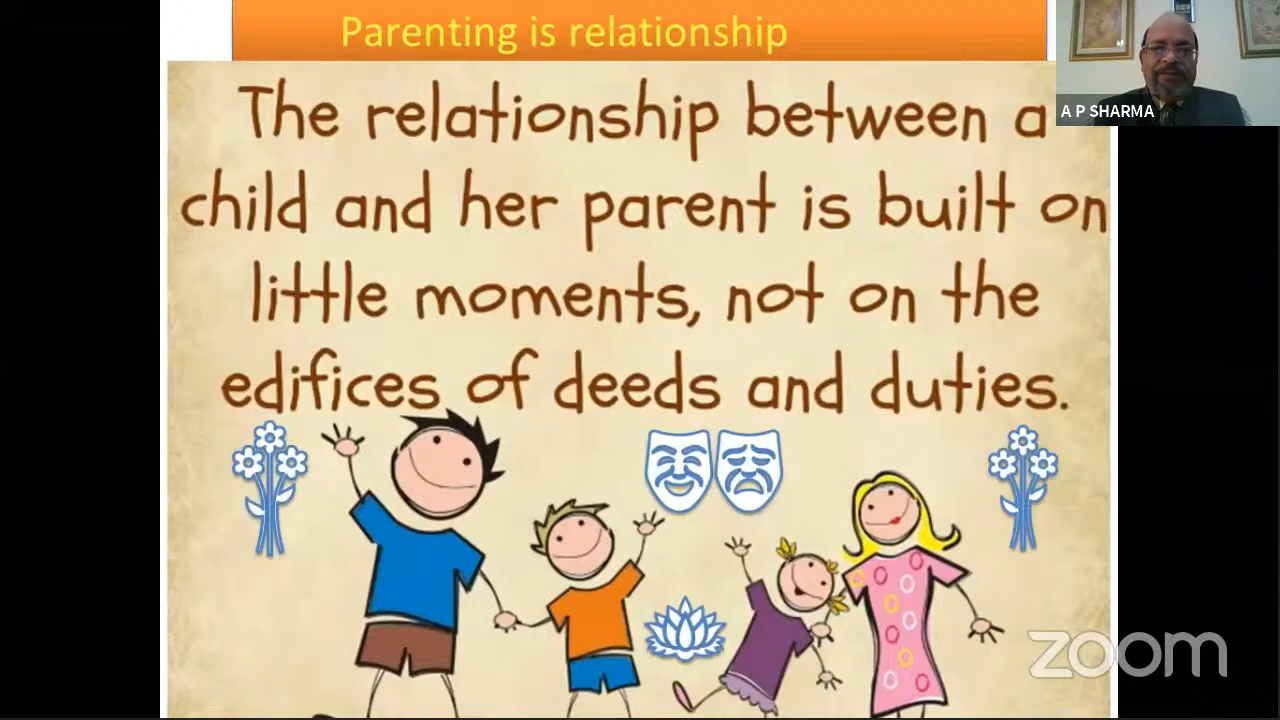 Parenting is relationship
The relationship between a
child and her parent is built on
little moments, not on the
edifices of deeds and duties.
A P SHARMA
zoom